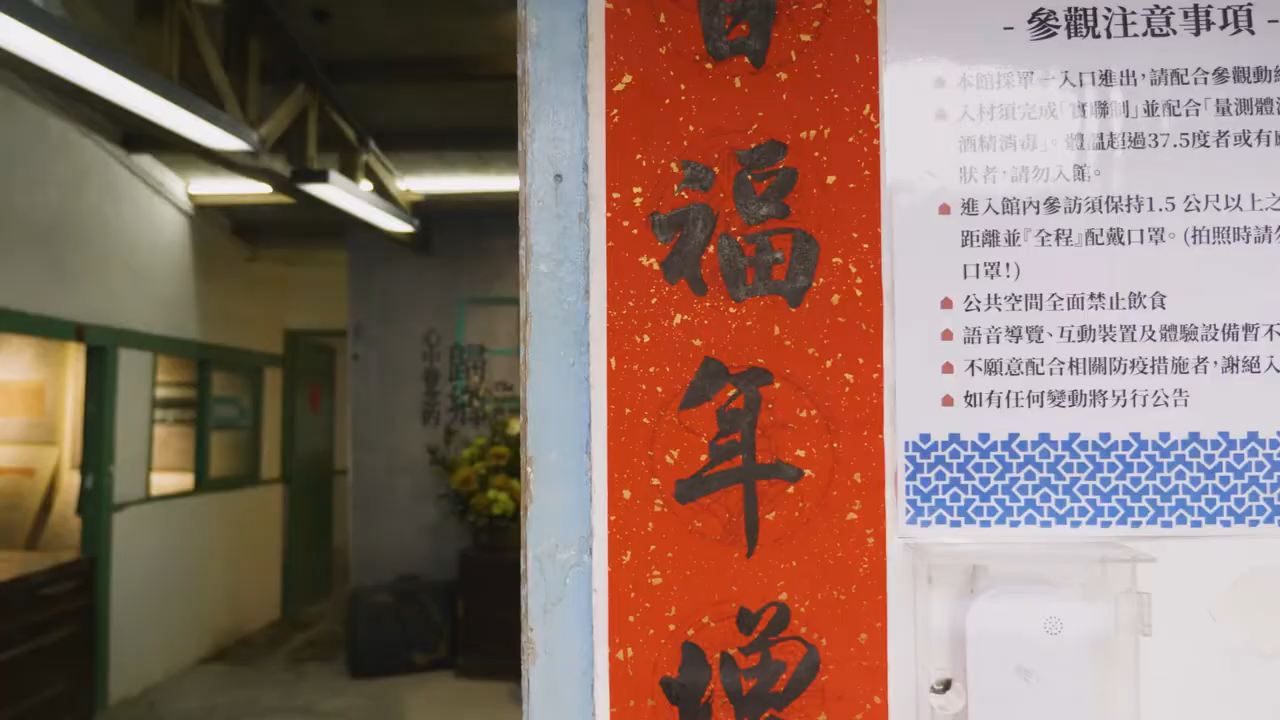 福
年
增
- 參觀注意事項 -
本館採單一入口進出，請配合參觀動線
入村須完成「實聯制」並配合「量測體溫
酒精消毒」。體溫超過37.5度者或有
狀者，請勿入館。
進入館內參訪須保持1.5 公尺以上之
距離並『全程』配戴口罩。(拍照時請勿
口罩!)
公共空間全面禁止飲食
語音導覽、互動裝置及體驗設備暫不
不願意配合相關防疫措施者，謝絕入
如有任何變動將另行公告